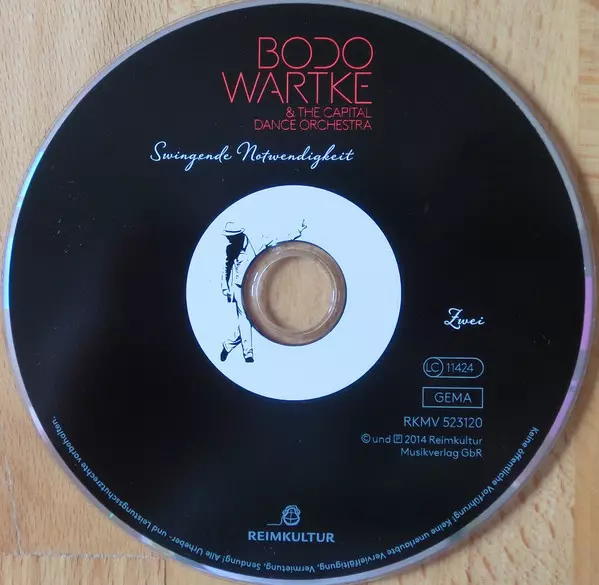 BODO
WARTKE
& THE CAPITAL
DANCE ORCHESTRA
Swingende Notwendigkeit
Zwei
LC 11424
GEMA
RKMV 523120
© und ℗ 2014 Reimkultur
Musikverlag GbR
REIMKULTUR
Keine öffentliche Vorführung! Keine unerlaubte Vervielfältigung, Vermietung, Sendung! Alle Urheber- und Leistungsschutzrechte vorbehalten.